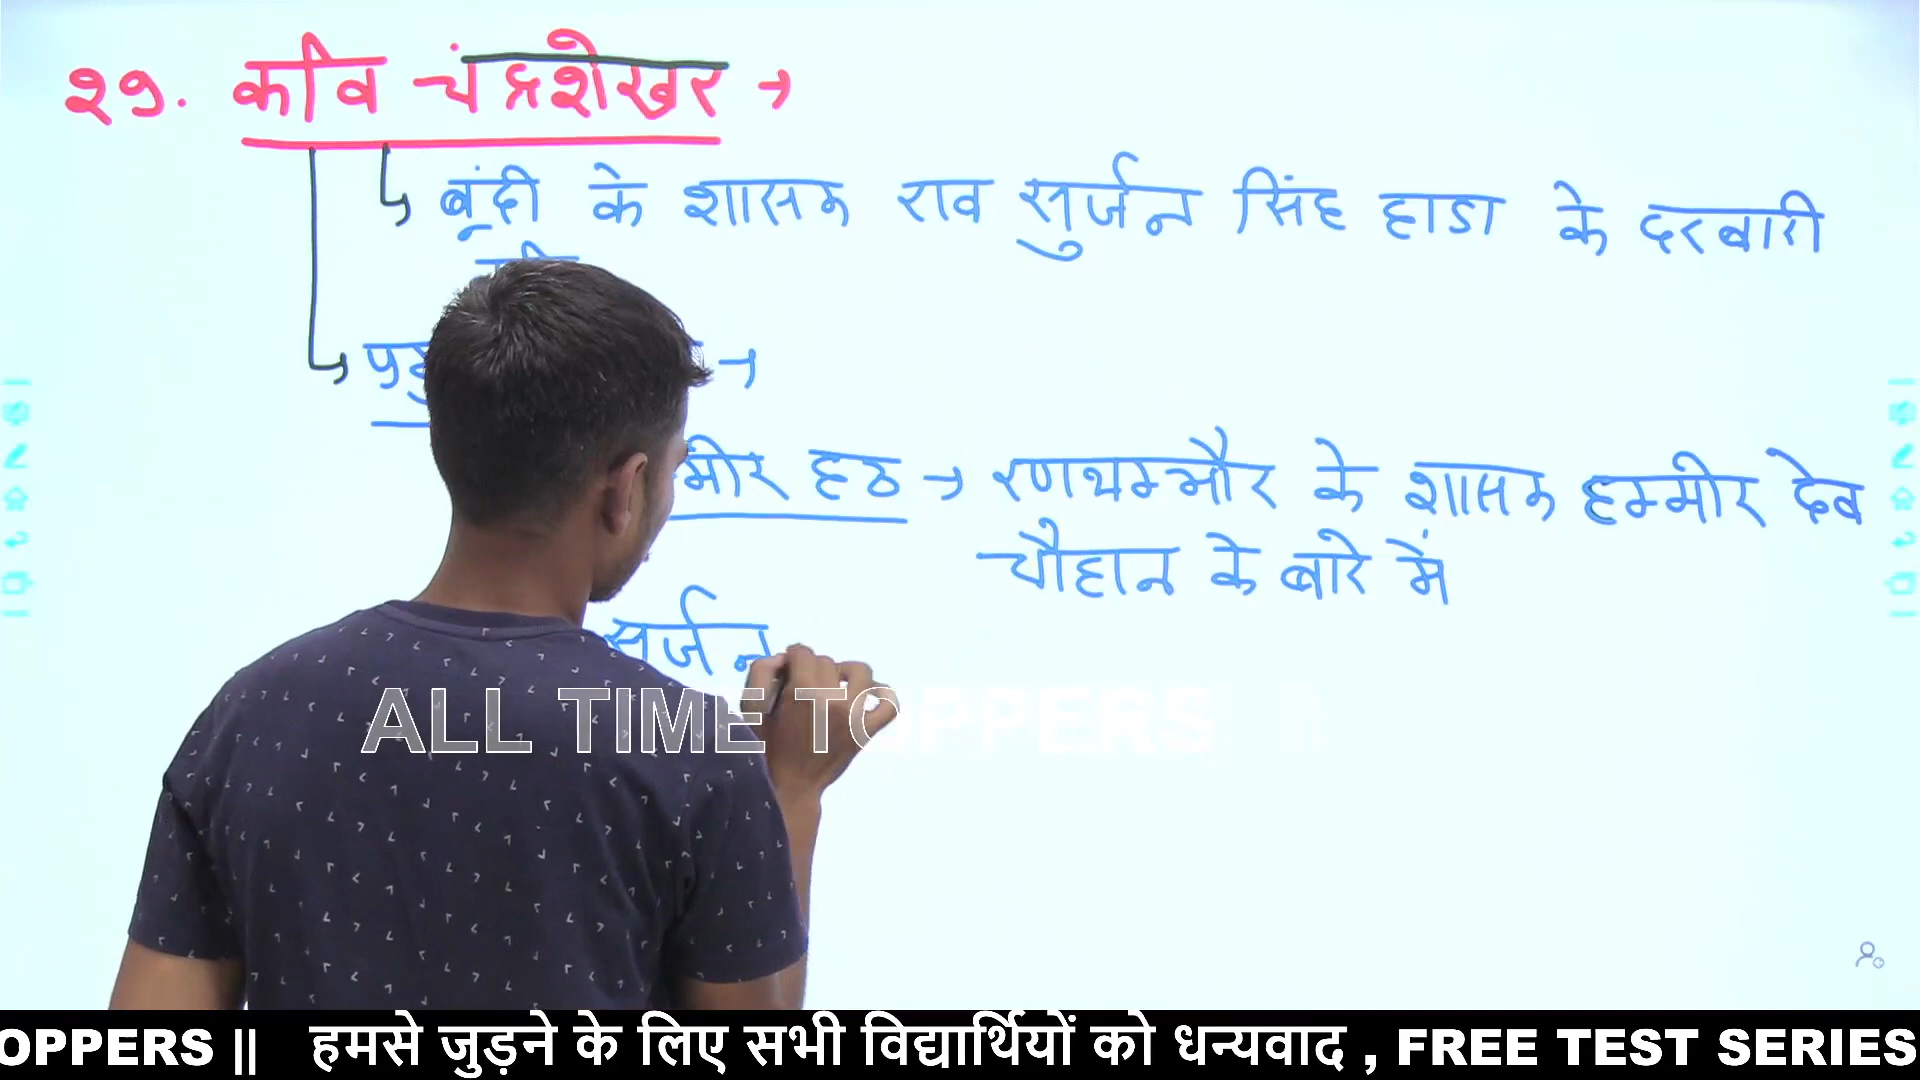 २१. कवि चंद्रशेखर →
बूंदी के शासक राव सुर्जन सिंह हाडा के दरबारी
→
मीर हठ → रणथम्भौर के शासक हम्मीर देव
चौहान के बारे में
सुर्जन
ALL TIME TOPPERS
OPPERS || हमसे जुड़ने के लिए सभी विद्यार्थियों को धन्यवाद , FREE TEST SERIES